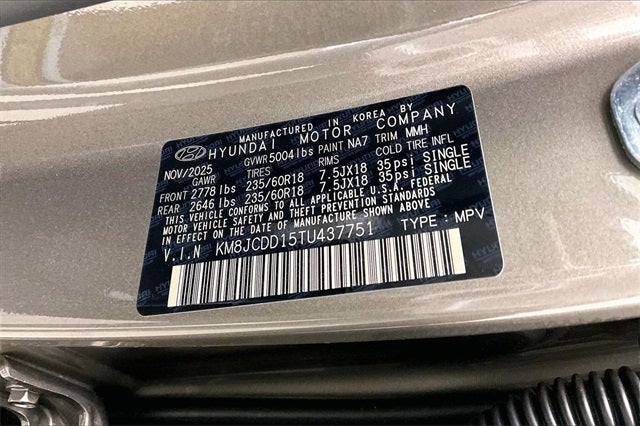 MANUFACTURED IN KOREA BY
HYUNDAI MOTOR COMPANY
NOV/2025 GVWR 5004 lbs PAINT NA7 TRIM MMH
GAWR TIRES RIMS COLD TIRE INFL
FRONT 2778 lbs 235/60R18 7.5JX18 35psi SINGLE
REAR 2646 lbs 235/60R18 7.5JX18 35psi SINGLE
THIS VEHICLE CONFORMS TO ALL APPLICABLE U.S.A. FEDERAL
MOTOR VEHICLE SAFETY AND THEFT PREVENTION STANDARDS
IN EFFECT ON THE DATE OF MANUFACTURE SHOWN ABOVE.
V.I.N KM8JCDD15TU437751 TYPE: MPV